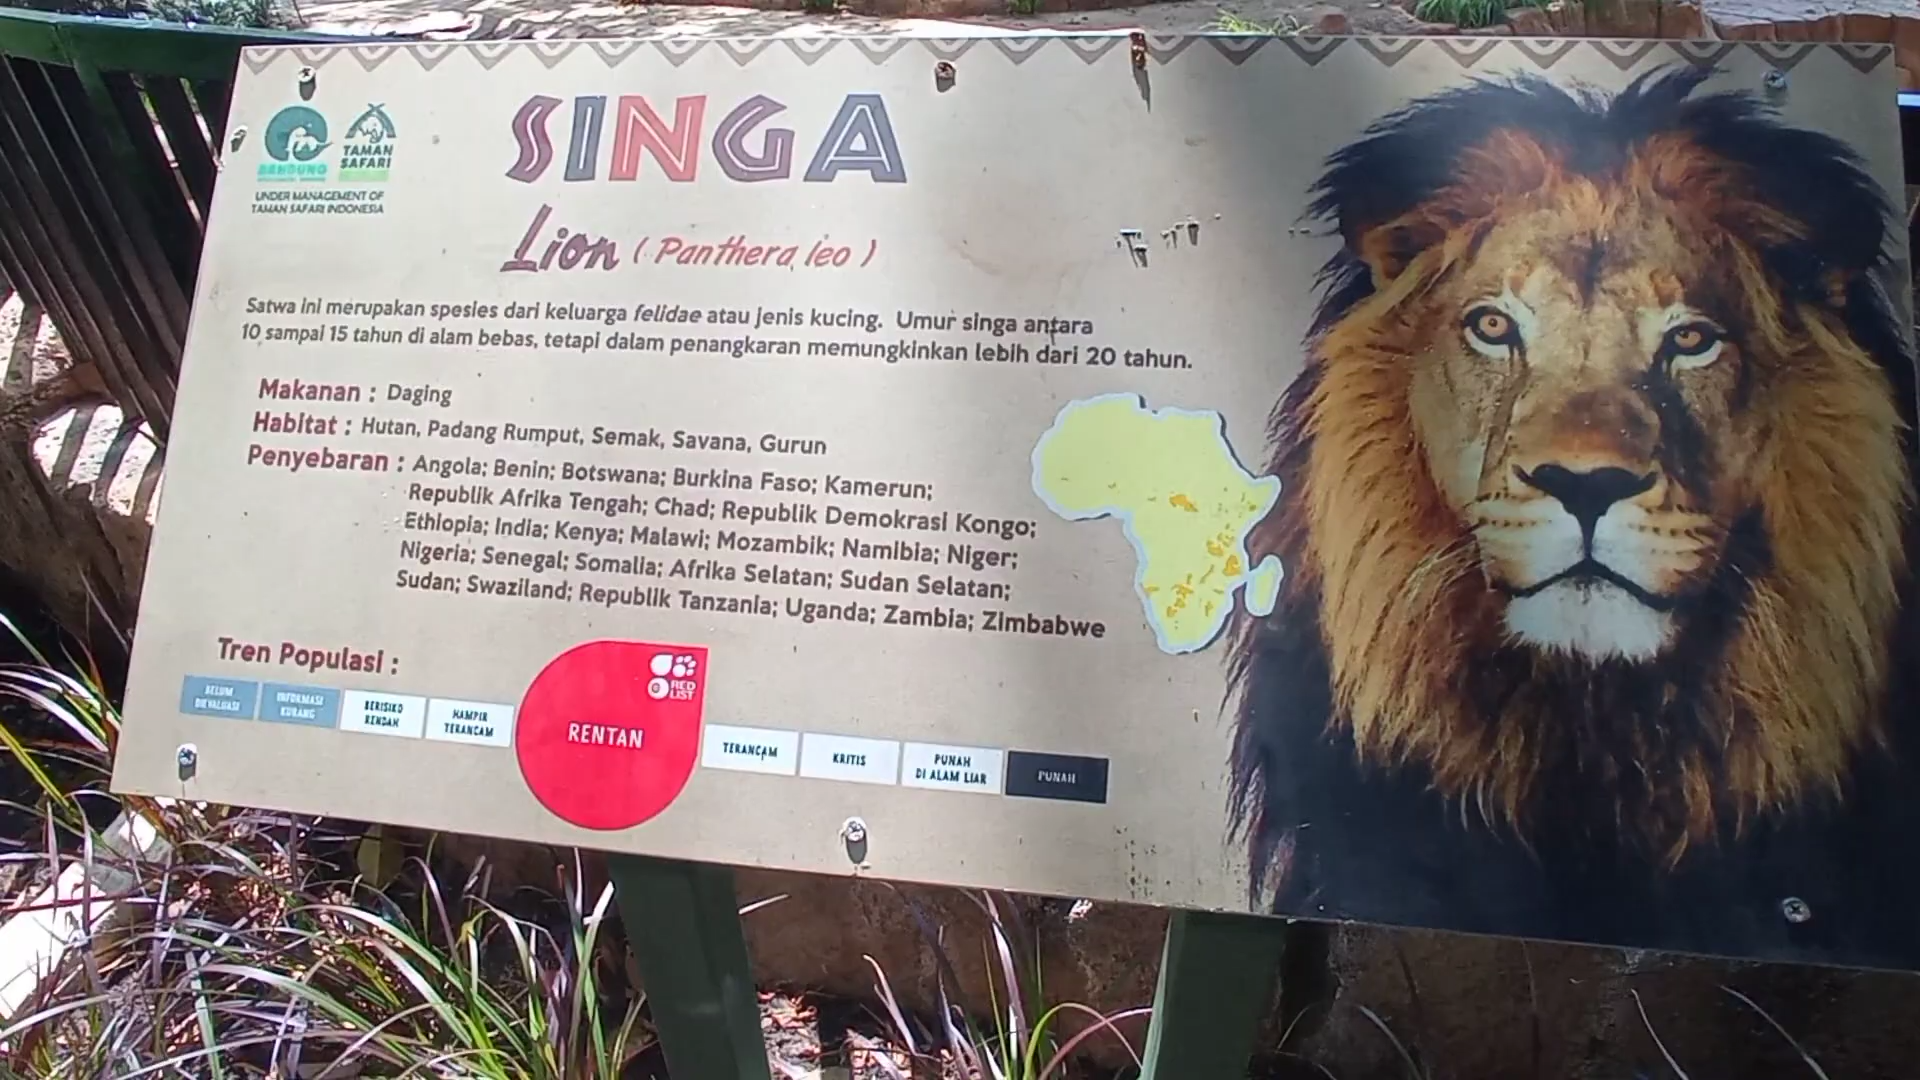 SINGA
BANDUNG
TAMAN
SAFARI
UNDER MANAGEMENT OF
TAMAN SAFARI INDONESIA
Lion ( Panthera leo )
Satwa ini merupakan spesies dari keluarga felidae atau jenis kucing. Umur singa antara
10 sampai 15 tahun di alam bebas, tetapi dalam penangkaran memungkinkan lebih dari 20 tahun.
Makanan : Daging
Habitat : Hutan, Padang Rumput, Semak, Savana, Gurun
Penyebaran : Angola; Benin; Botswana; Burkina Faso; Kamerun;
Republik Afrika Tengah; Chad; Republik Demokrasi Kongo;
Ethiopia; India; Kenya; Malawi; Mozambik; Namibia; Niger;
Nigeria; Senegal; Somalia; Afrika Selatan; Sudan Selatan;
Sudan; Swaziland; Republik Tanzania; Uganda; Zambia; Zimbabwe
Tren Populasi :
BELUM
DIEVALUASI
INFORMASI
KURANG
BERISIKO
RENDAH
HAMPIR
TERANCAM
RED
LIST
RENTAN
TERANCAM
KRITIS
PUNAH
DI ALAM LIAR
PUNAH